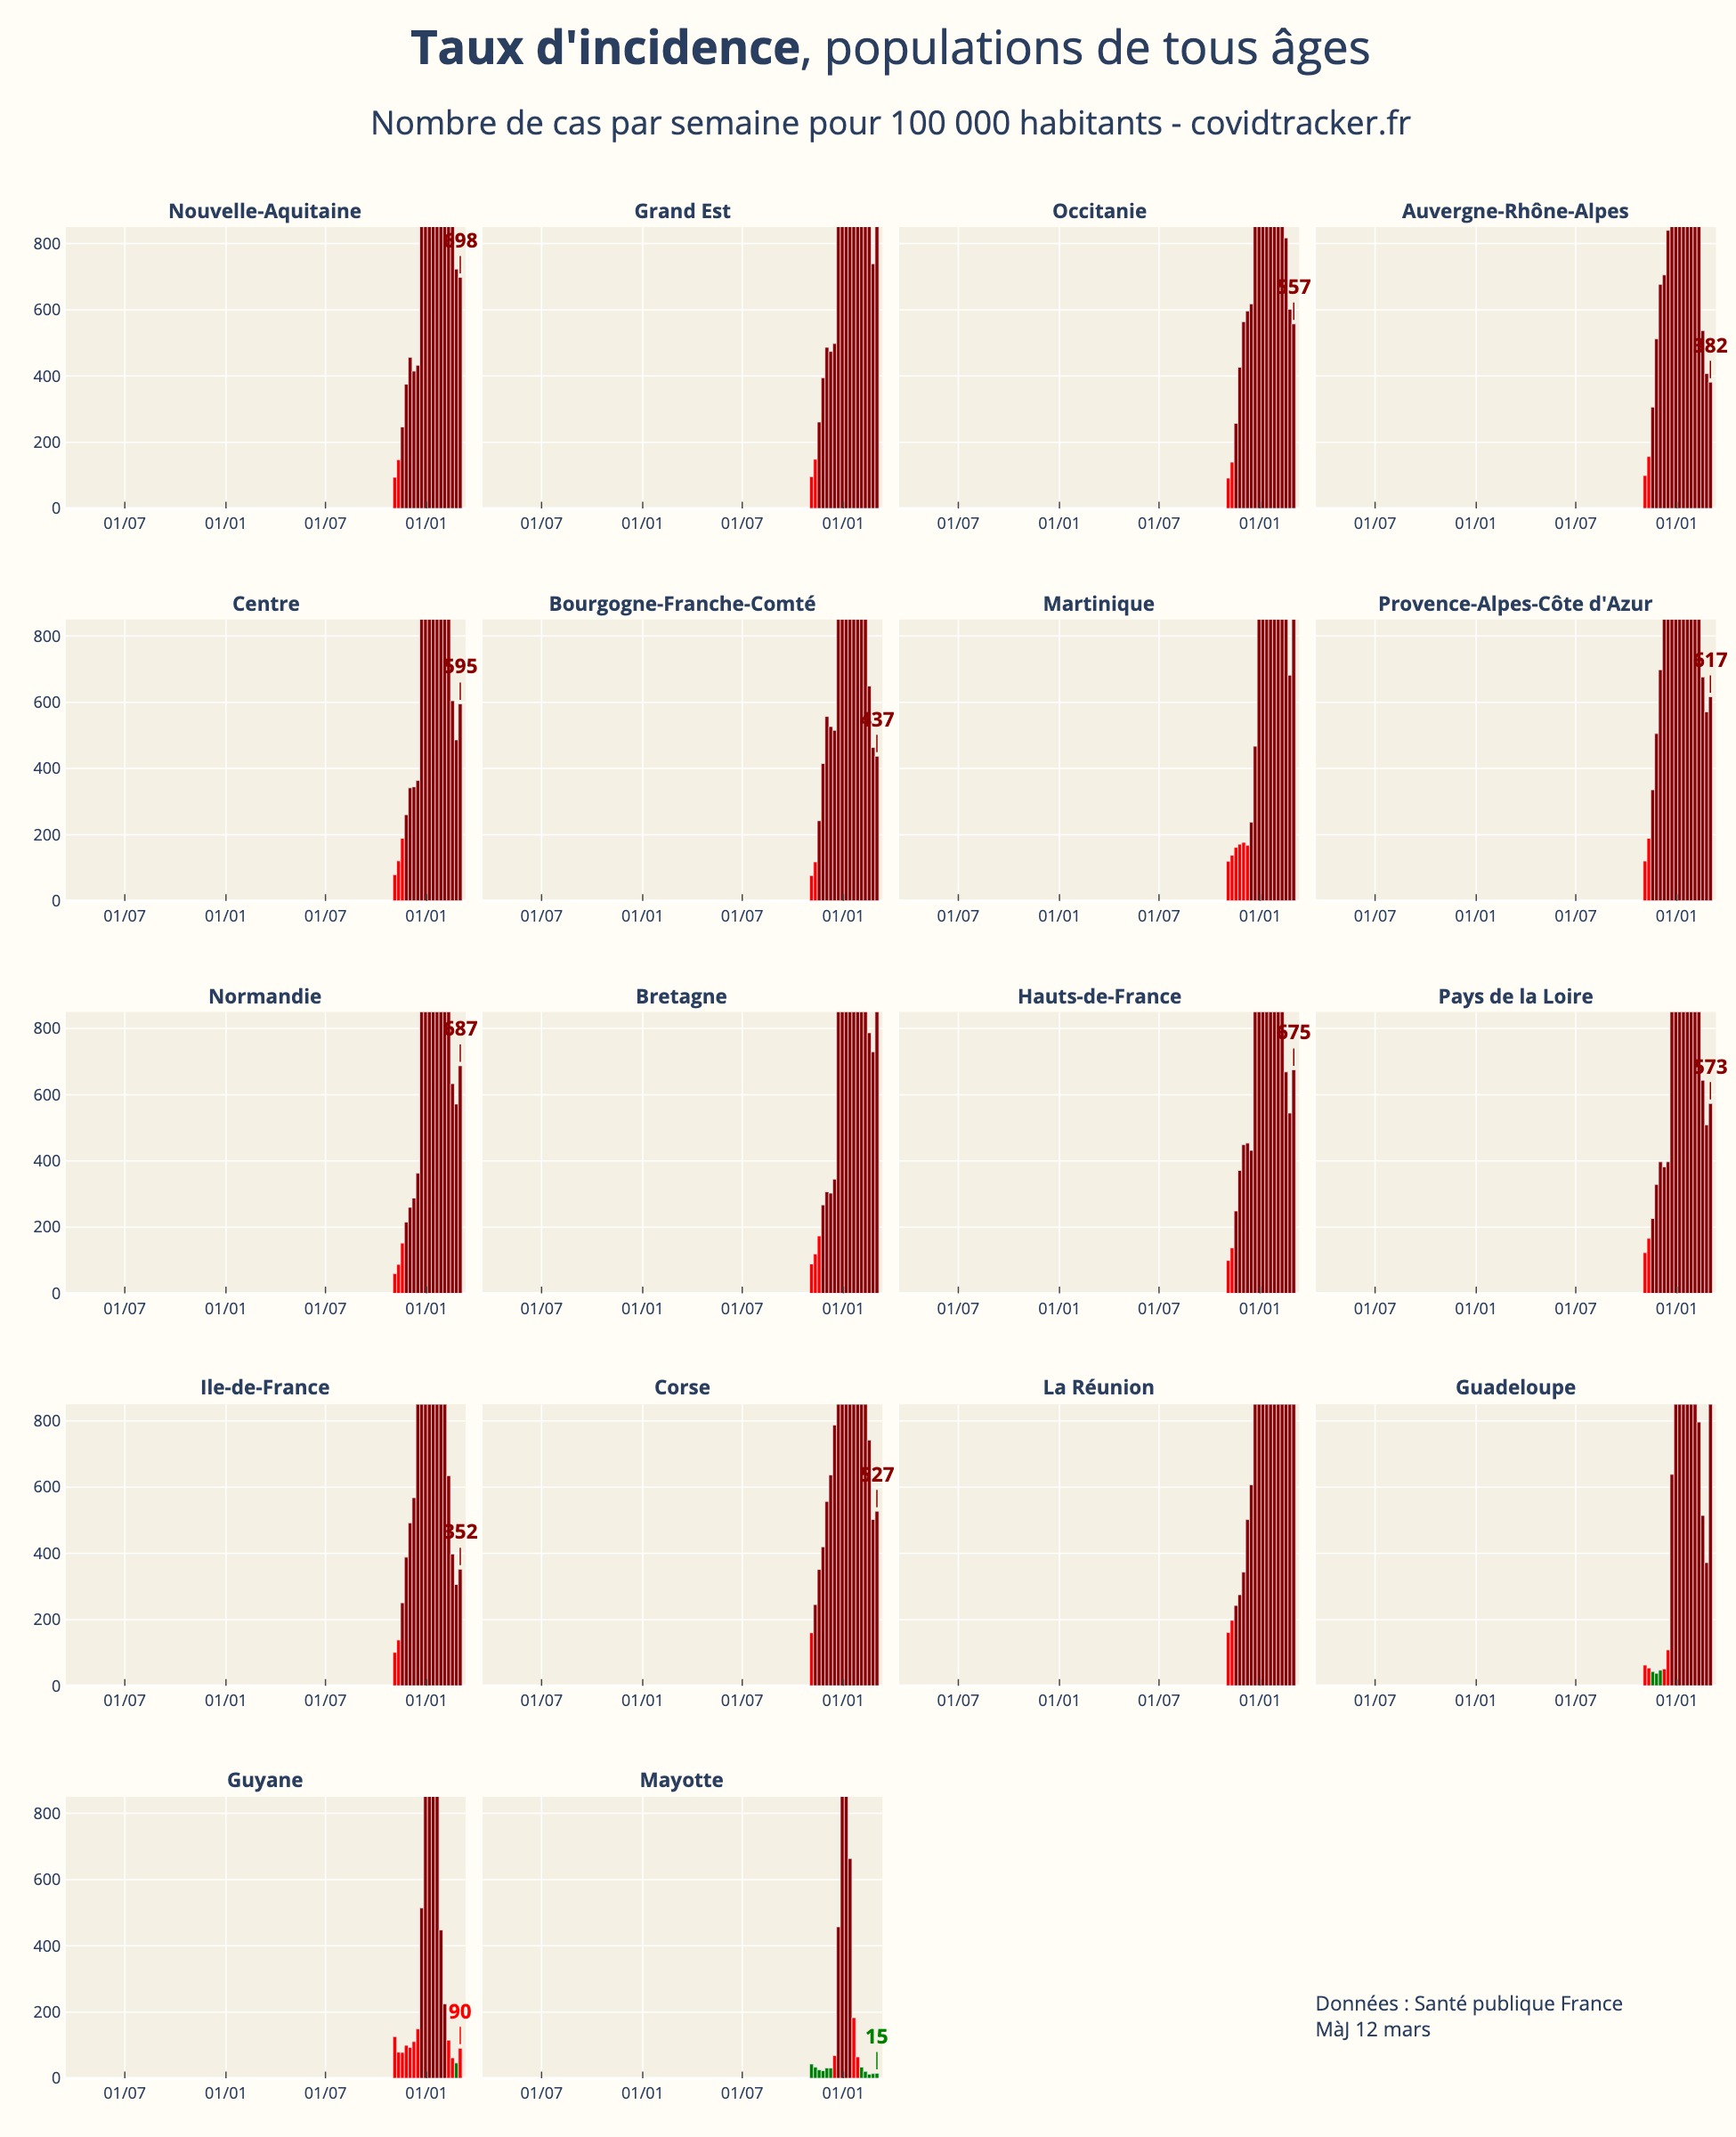 Taux d'incidence, populations de tous âges
Nombre de cas par semaine pour 100 000 habitants - covidtracker.fr
Nouvelle-Aquitaine
800
600
400
200
0
698
01/07 01/01 01/07 01/01
Grand Est
01/07 01/01 01/07 01/01
Occitanie
557
01/07 01/01 01/07 01/01
Auvergne-Rhône-Alpes
382
01/07 01/01 01/07 01/01
Centre
800
600
400
200
0
595
01/07 01/01 01/07 01/01
Bourgogne-Franche-Comté
437
01/07 01/01 01/07 01/01
Martinique
01/07 01/01 01/07 01/01
Provence-Alpes-Côte d'Azur
617
01/07 01/01 01/07 01/01
Normandie
800
600
400
200
0
687
01/07 01/01 01/07 01/01
Bretagne
01/07 01/01 01/07 01/01
Hauts-de-France
675
01/07 01/01 01/07 01/01
Pays de la Loire
573
01/07 01/01 01/07 01/01
Ile-de-France
800
600
400
200
0
352
01/07 01/01 01/07 01/01
Corse
527
01/07 01/01 01/07 01/01
La Réunion
01/07 01/01 01/07 01/01
Guadeloupe
01/07 01/01 01/07 01/01
Guyane
800
600
400
200
0
90
01/07 01/01 01/07 01/01
Mayotte
15
01/07 01/01 01/07 01/01
Données : Santé publique France
MàJ 12 mars